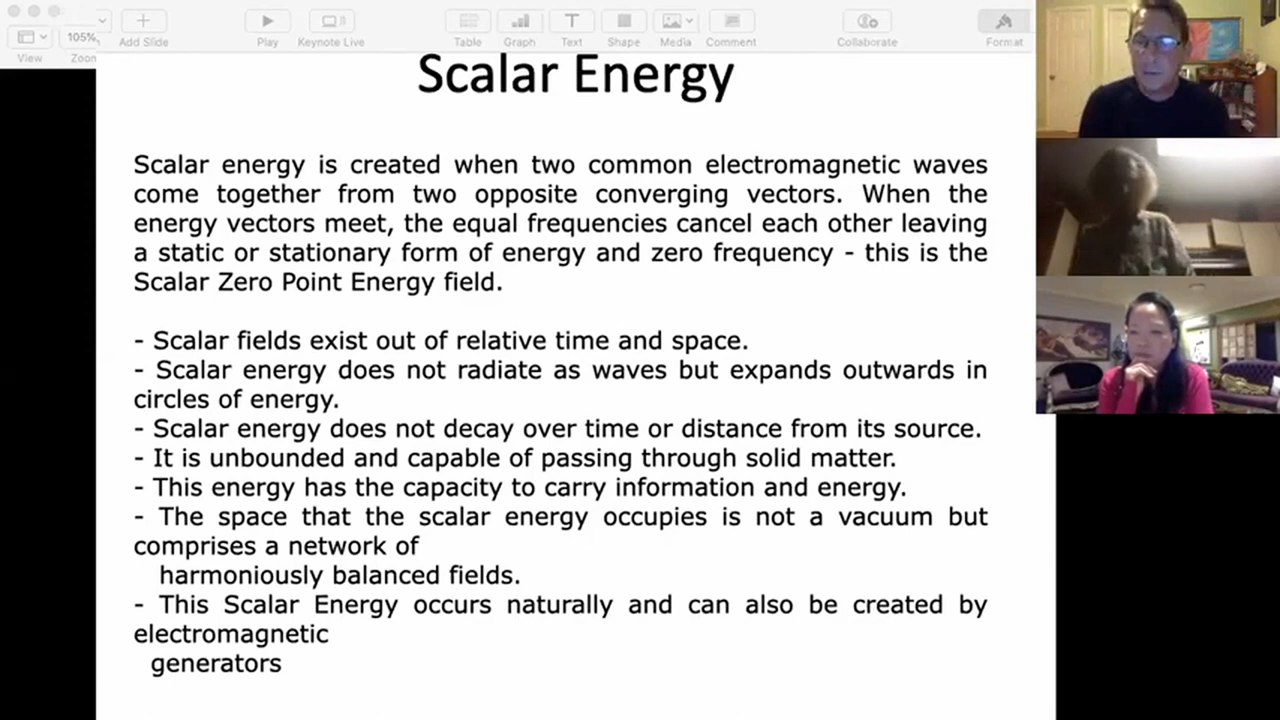 105%
View
Zoom
Add Slide
Play
Keynote Live
Table
Graph
Text
Shape
Media
Comment
Collaborate
Format
Scalar Energy
Scalar energy is created when two common electromagnetic waves
come together from two opposite converging vectors. When the
energy vectors meet, the equal frequencies cancel each other leaving
a static or stationary form of energy and zero frequency - this is the
Scalar Zero Point Energy field.
- Scalar fields exist out of relative time and space.
- Scalar energy does not radiate as waves but expands outwards in
circles of energy.
- Scalar energy does not decay over time or distance from its source.
- It is unbounded and capable of passing through solid matter.
- This energy has the capacity to carry information and energy.
- The space that the scalar energy occupies is not a vacuum but
comprises a network of
harmoniously balanced fields.
- This Scalar Energy occurs naturally and can also be created by
electromagnetic
generators